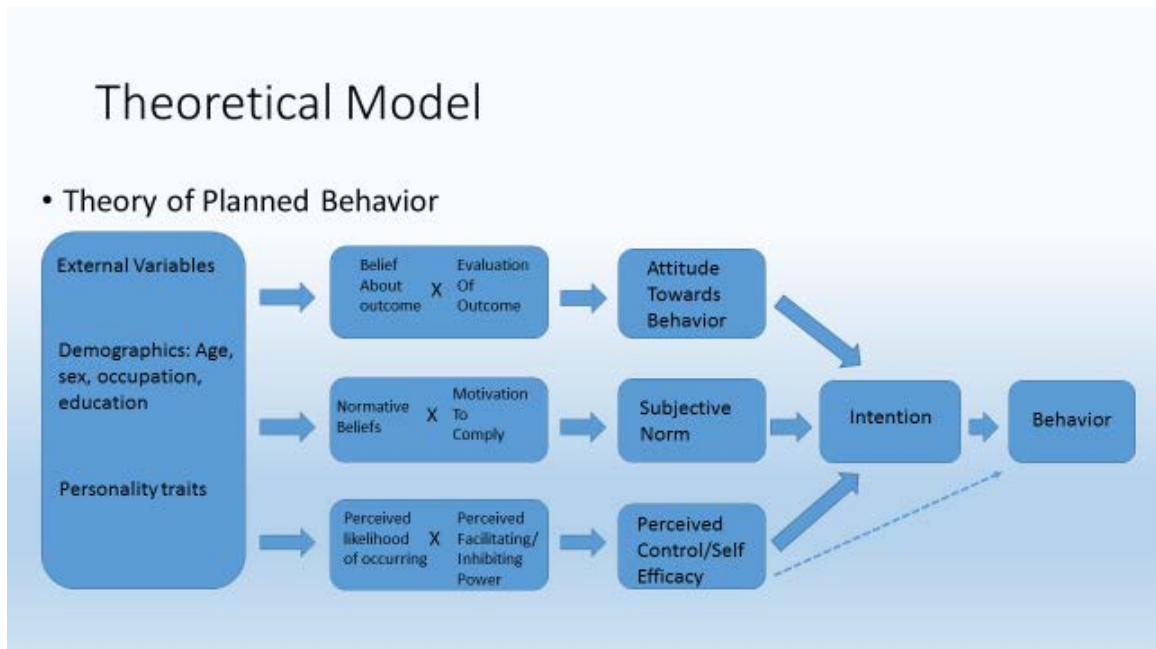 Theoretical Model
• Theory of Planned Behavior
External Variables
Demographics: Age,
sex, occupation,
education
Personality traits
Belief
About
outcome
X
Evaluation
Of
Outcome
Attitude
Towards
Behavior
Normative
Beliefs
X
Motivation
To
Comply
Subjective
Norm
Perceived
likelihood
of occurring
X
Perceived
Facilitating/
Inhibiting
Power
Perceived
Control/Self
Efficacy
Intention
Behavior